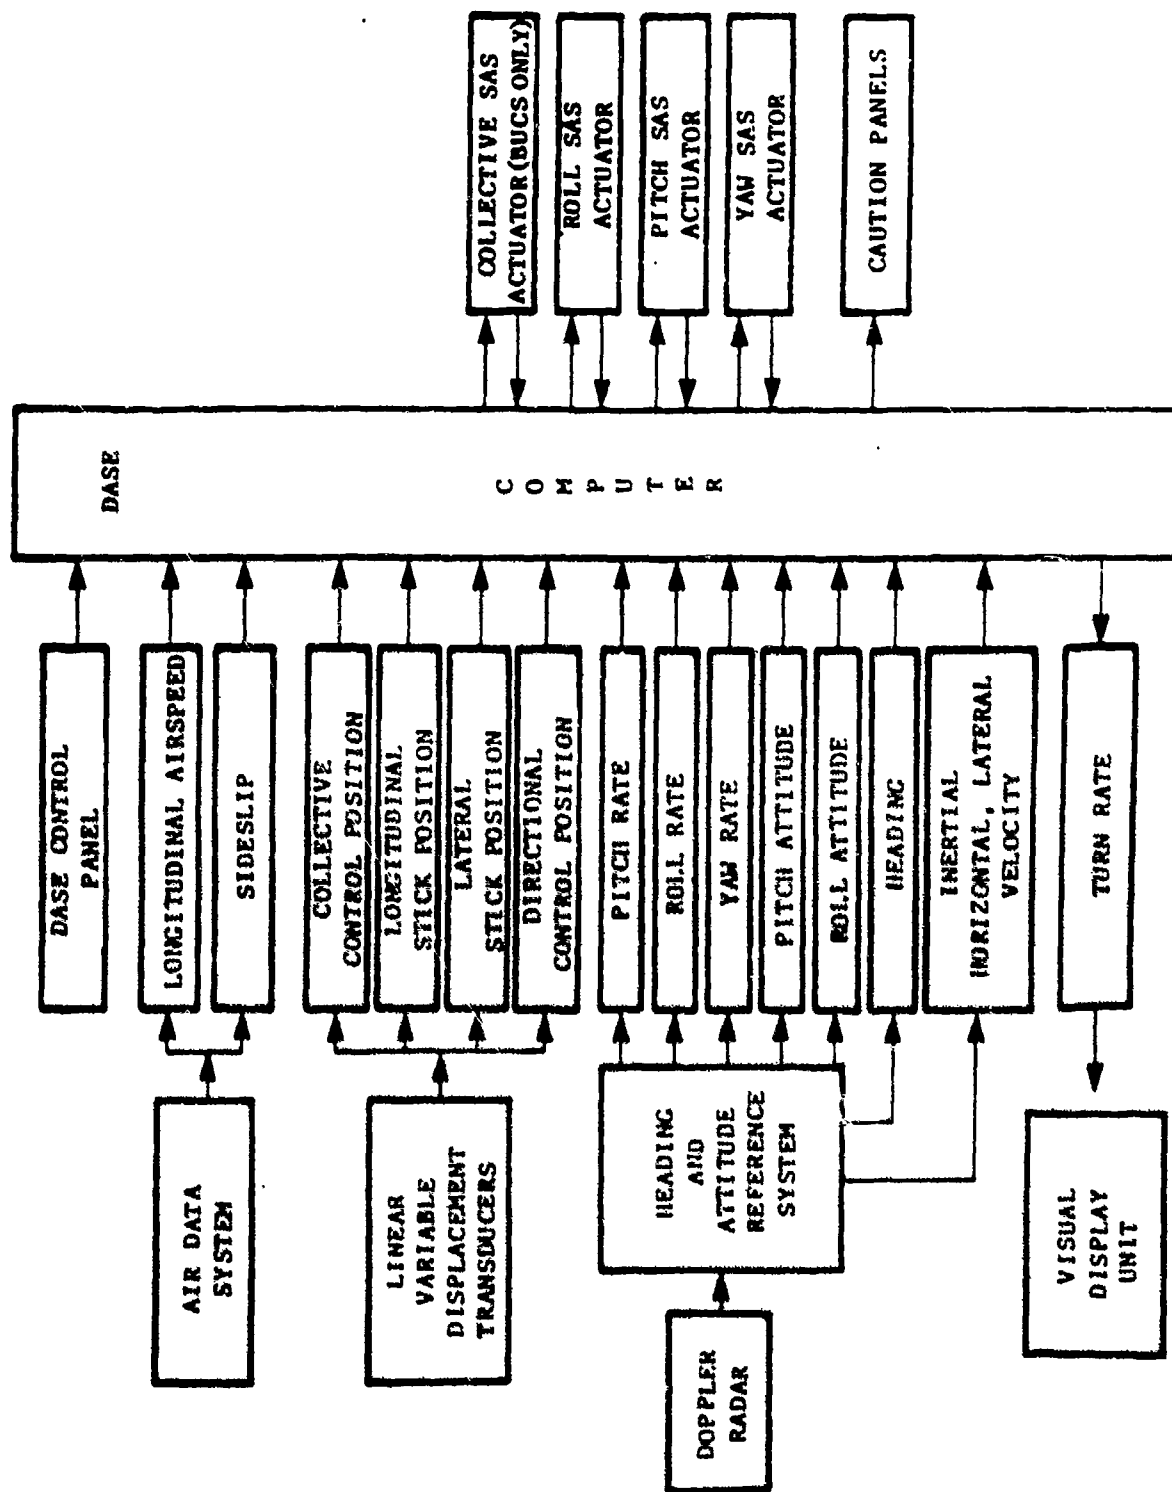 AIR DATA
SYSTEM
LINEAR
VARIABLE
DISPLACEMENT
TRANSDUCERS
DOPPLER
RADAR
HEADING
AND
ATTITUDE
REFERENCE
SYSTEM
VISUAL
DISPLAY
UNIT
DASE CONTROL
PANEL
LONGITUDINAL AIRSPEED
SIDESLIP
COLLECTIVE
CONTROL POSITION
LONGITUDINAL
STICK POSITION
LATERAL
STICK POSITION
DIRECTIONAL
CONTROL POSITION
PITCH RATE
ROLL RATE
YAW RATE
PITCH ATTITUDE
ROLL ATTITUDE
HEADING
INERTIAL
HORIZONTAL, LATERAL
VELOCITY
TURN RATE
DASE
C
O
M
P
U
T
E
R
COLLECTIVE SAS
ACTUATOR(BUCS ONLY)
ROLL SAS
ACTUATOR
PITCH SAS
ACTUATOR
YAW SAS
ACTUATOR
CAUTION PANELS